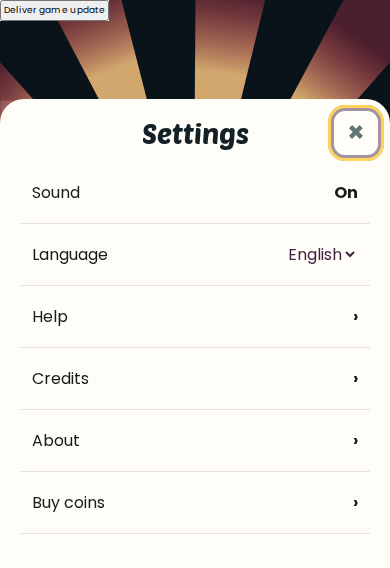 Deliver game update
Settings
✖
Sound On
Language English
Help ›
Credits ›
About ›
Buy coins ›